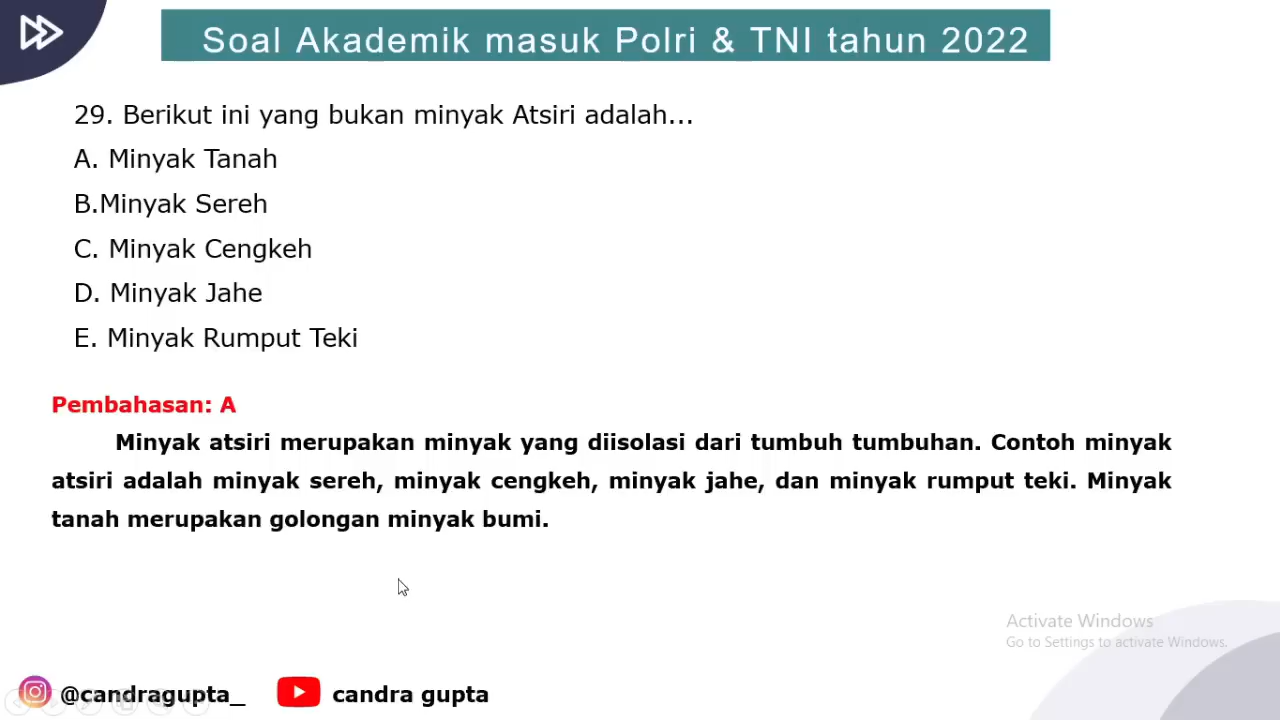 Soal Akademik masuk Polri & TNI tahun 2022
29. Berikut ini yang bukan minyak Atsiri adalah...
A. Minyak Tanah
B.Minyak Sereh
C. Minyak Cengkeh
D. Minyak Jahe
E. Minyak Rumput Teki
Pembahasan: A
Minyak atsiri merupakan minyak yang diisolasi dari tumbuh tumbuhan. Contoh minyak
atsiri adalah minyak sereh, minyak cengkeh, minyak jahe, dan minyak rumput teki. Minyak
tanah merupakan golongan minyak bumi.
Activate Windows
Go to Settings to activate Windows.
@candragupta_ candra gupta